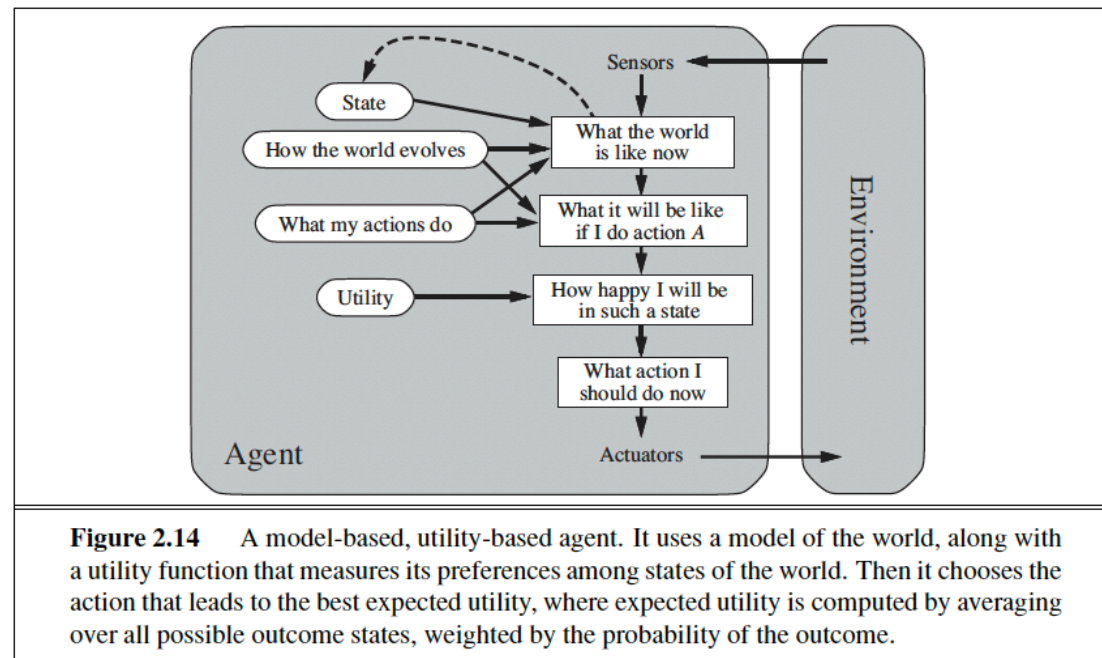 Sensors
State
What the world
is like now
How the world evolves
What it will be like
if I do action A
What my actions do
Utility
How happy I will be
in such a state
What action I
should do now
Agent
Actuators
Environment
Figure 2.14 A model-based, utility-based agent. It uses a model of the world, along with
a utility function that measures its preferences among states of the world. Then it chooses the
action that leads to the best expected utility, where expected utility is computed by averaging
over all possible outcome states, weighted by the probability of the outcome.